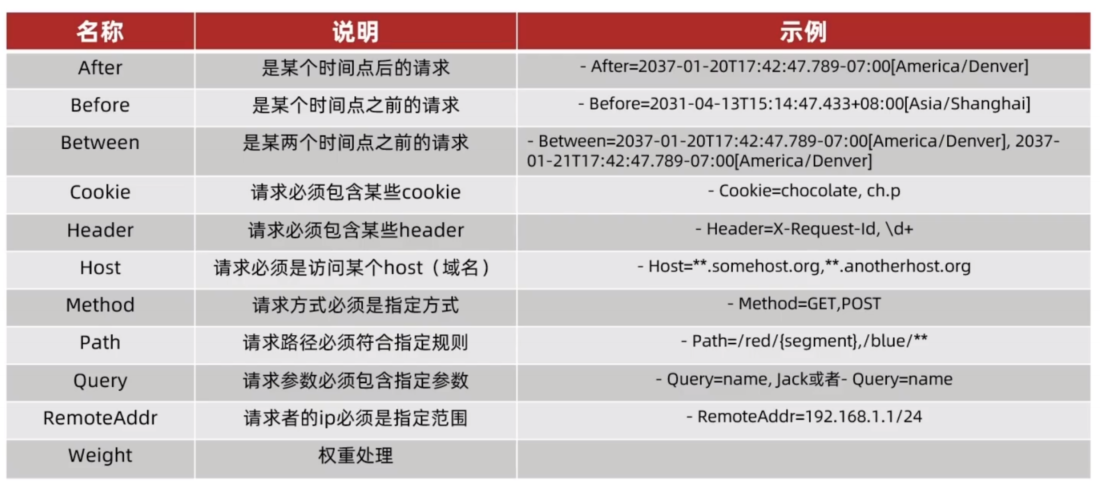 名称 说明 示例
After 是某个时间点后的请求 - After=2037-01-20T17:42:47.789-07:00[America/Denver]
Before 是某个时间点之前的请求 - Before=2031-04-13T15:14:47.433+08:00[Asia/Shanghai]
Between 是某两个时间点之前的请求 - Between=2037-01-20T17:42:47.789-07:00[America/Denver], 2037-
01-21T17:42:47.789-07:00[America/Denver]
Cookie 请求必须包含某些cookie - Cookie=chocolate, ch.p
Header 请求必须包含某些header - Header=X-Request-Id, \d+
Host 请求必须是访问某个host（域名） - Host=**.somehost.org,**.anotherhost.org
Method 请求方式必须是指定方式 - Method=GET,POST
Path 请求路径必须符合指定规则 - Path=/red/{segment},/blue/**
Query 请求参数必须包含指定参数 - Query=name, Jack或者- Query=name
RemoteAddr 请求者的ip必须是指定范围 - RemoteAddr=192.168.1.1/24
Weight 权重处理